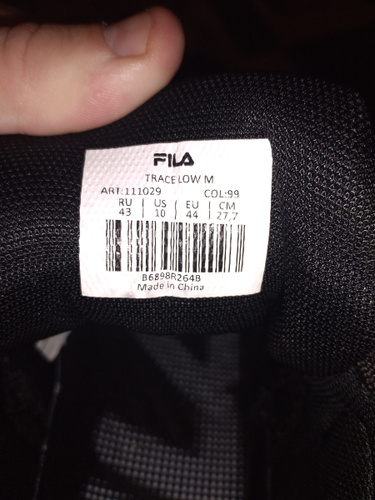 FILA
TRACE LOW M
ART:111029 COL:99
RU | US | EU | CM
43 | 10 | 44 | 27,7
B6898R264B
Made in China